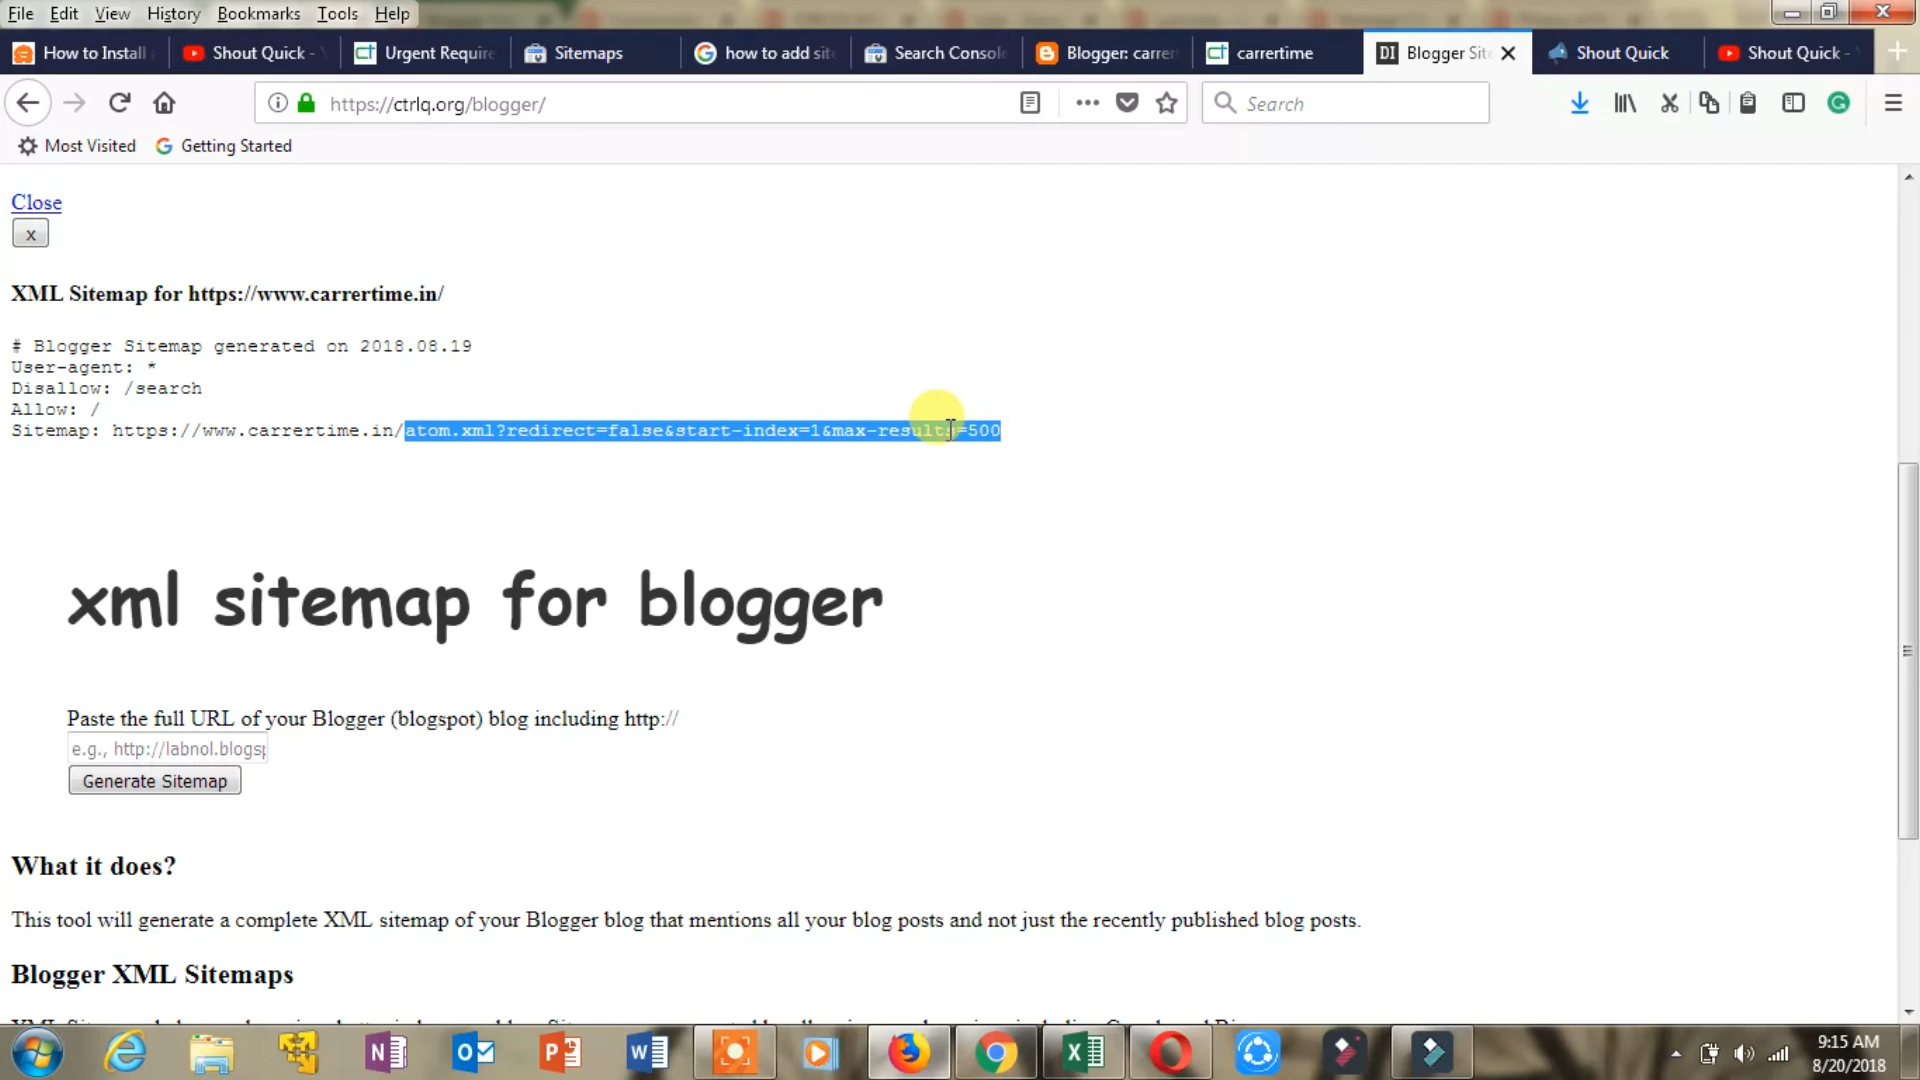 File Edit View History Bookmarks Tools Help
How to Install
Shout Quick -
Urgent Require
Sitemaps
how to add site
Search Console
Blogger: carrer
carrertime
Blogger Site
Shout Quick
Shout Quick -
https://ctrlq.org/blogger/
Search
Most Visited
Getting Started
Close
x
XML Sitemap for https://www.carrertime.in/
# Blogger Sitemap generated on 2018.08.19
User-agent: *
Disallow: /search
Allow: /
Sitemap: https://www.carrertime.in/atom.xml?redirect=false&start-index=1&max-results=500
xml sitemap for blogger
Paste the full URL of your Blogger (blogspot) blog including http://
e.g., http://labnol.blogsp
Generate Sitemap
What it does?
This tool will generate a complete XML sitemap of your Blogger blog that mentions all your blog posts and not just the recently published blog posts.
Blogger XML Sitemaps
9:15 AM
8/20/2018